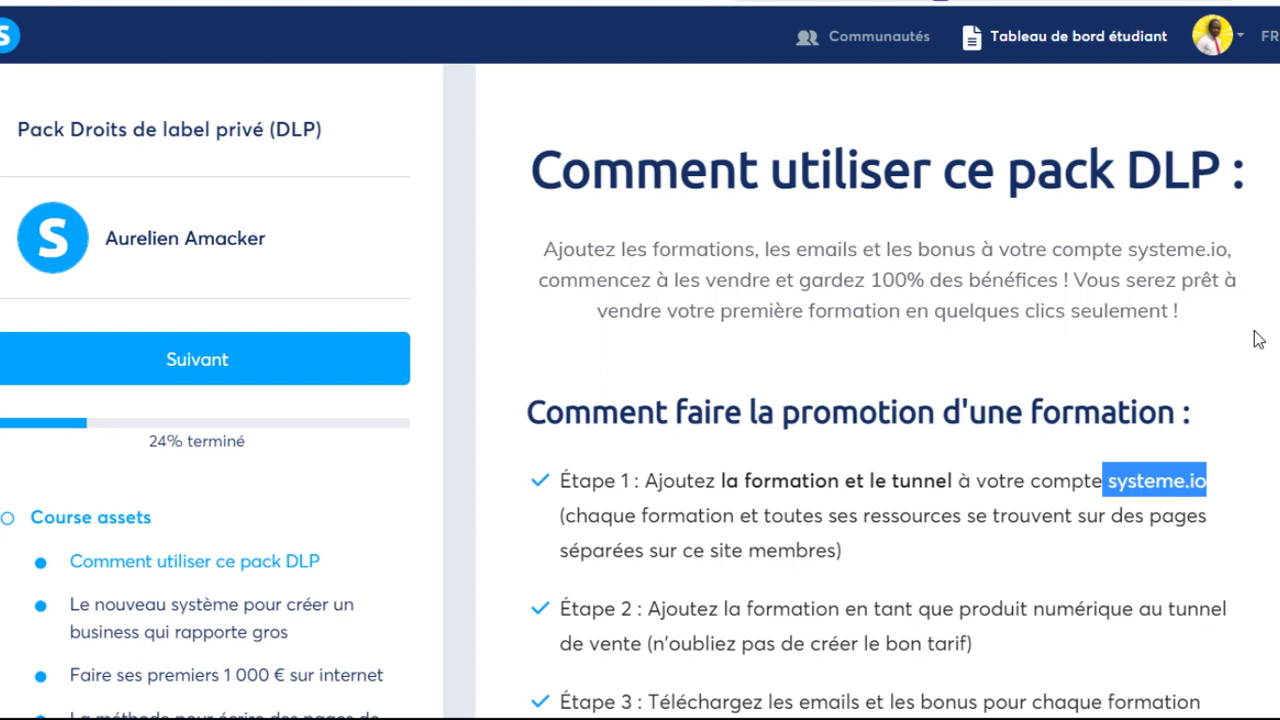 S
Communautés
Tableau de bord étudiant
FR
Pack Droits de label privé (DLP)
S
Aurelien Amacker
Suivant
24% terminé
Course assets
Comment utiliser ce pack DLP
Le nouveau système pour créer un
business qui rapporte gros
Faire ses premiers 1 000 € sur internet
La méthode pour écrire des pages de
Comment utiliser ce pack DLP :
Ajoutez les formations, les emails et les bonus à votre compte systeme.io,
commencez à les vendre et gardez 100% des bénéfices ! Vous serez prêt à
vendre votre première formation en quelques clics seulement !
Comment faire la promotion d'une formation :
Étape 1 : Ajoutez la formation et le tunnel à votre compte systeme.io
(chaque formation et toutes ses ressources se trouvent sur des pages
séparées sur ce site membres)
Étape 2 : Ajoutez la formation en tant que produit numérique au tunnel
de vente (n'oubliez pas de créer le bon tarif)
Étape 3 : Téléchargez les emails et les bonus pour chaque formation